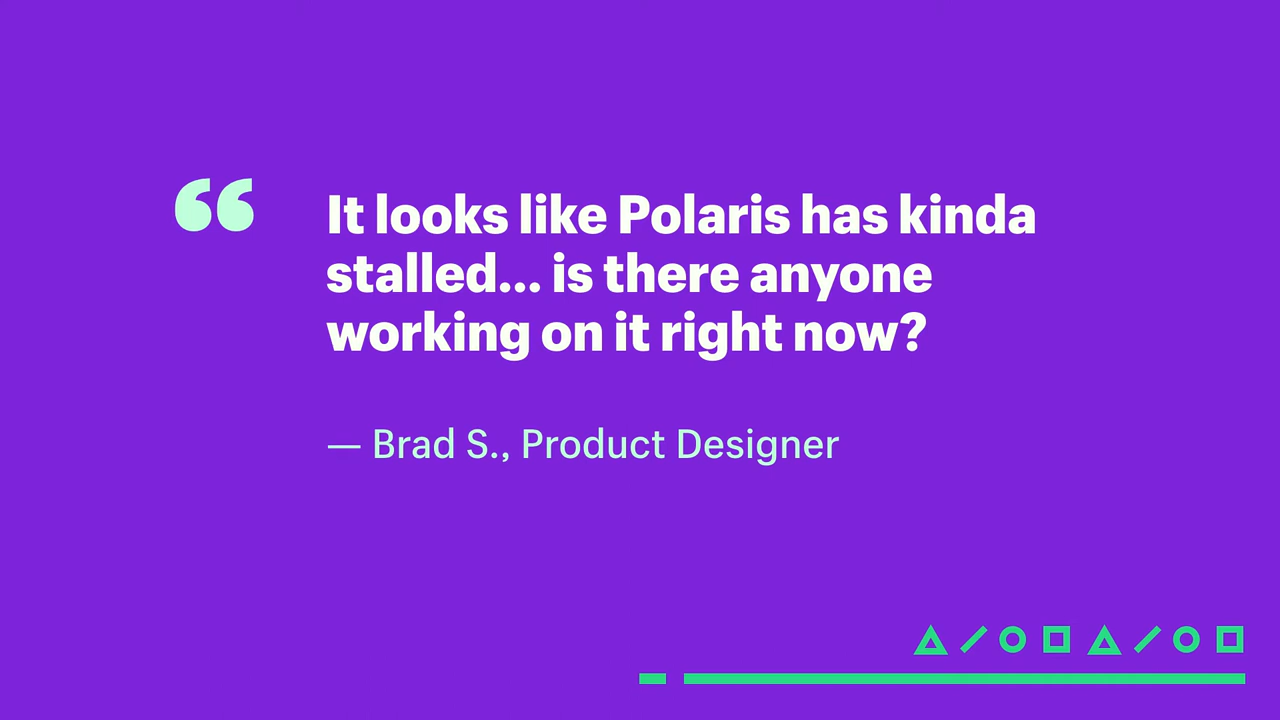 “
It looks like Polaris has kinda
stalled... is there anyone
working on it right now?
— Brad S., Product Designer